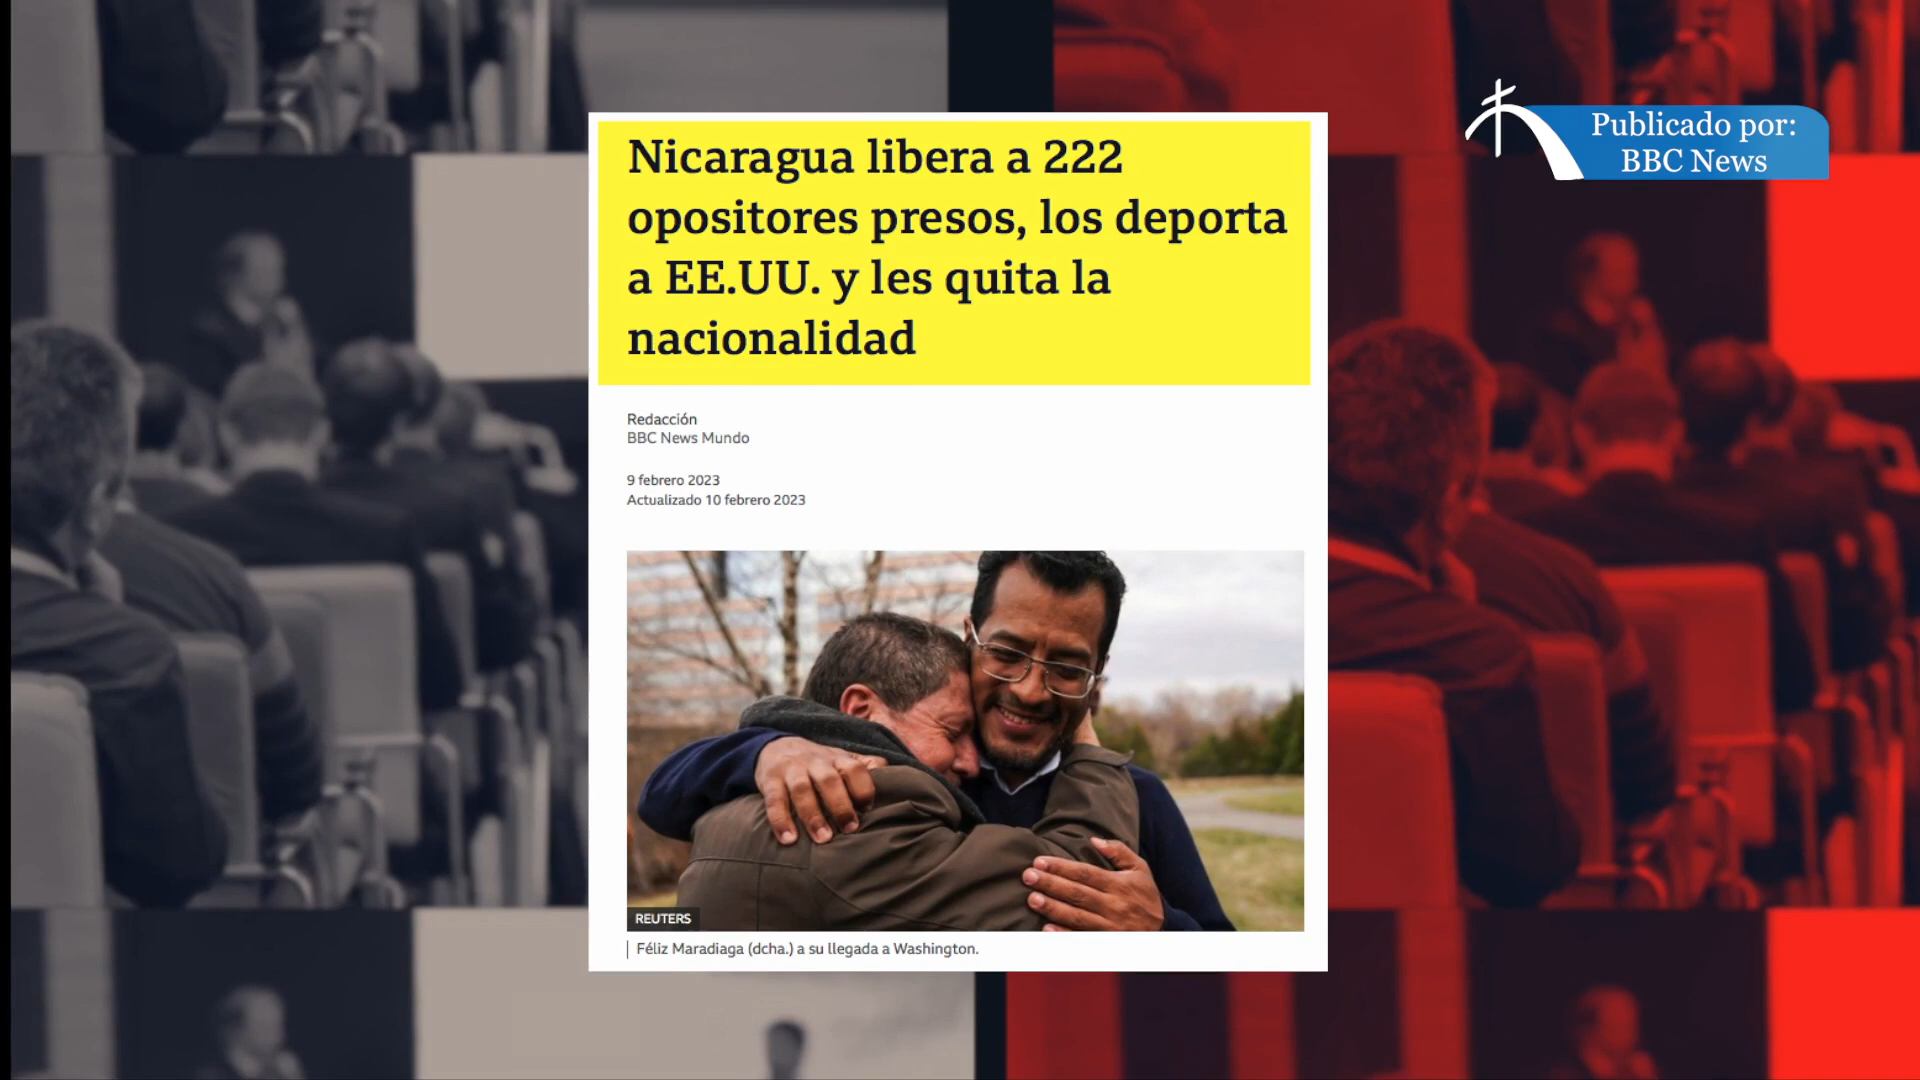 Publicado por:
BBC News
Nicaragua libera a 222
opositores presos, los deporta
a EE.UU. y les quita la
nacionalidad
Redacción
BBC News Mundo
9 febrero 2023
Actualizado 10 febrero 2023
REUTERS
Féliz Maradiaga (dcha.) a su llegada a Washington.